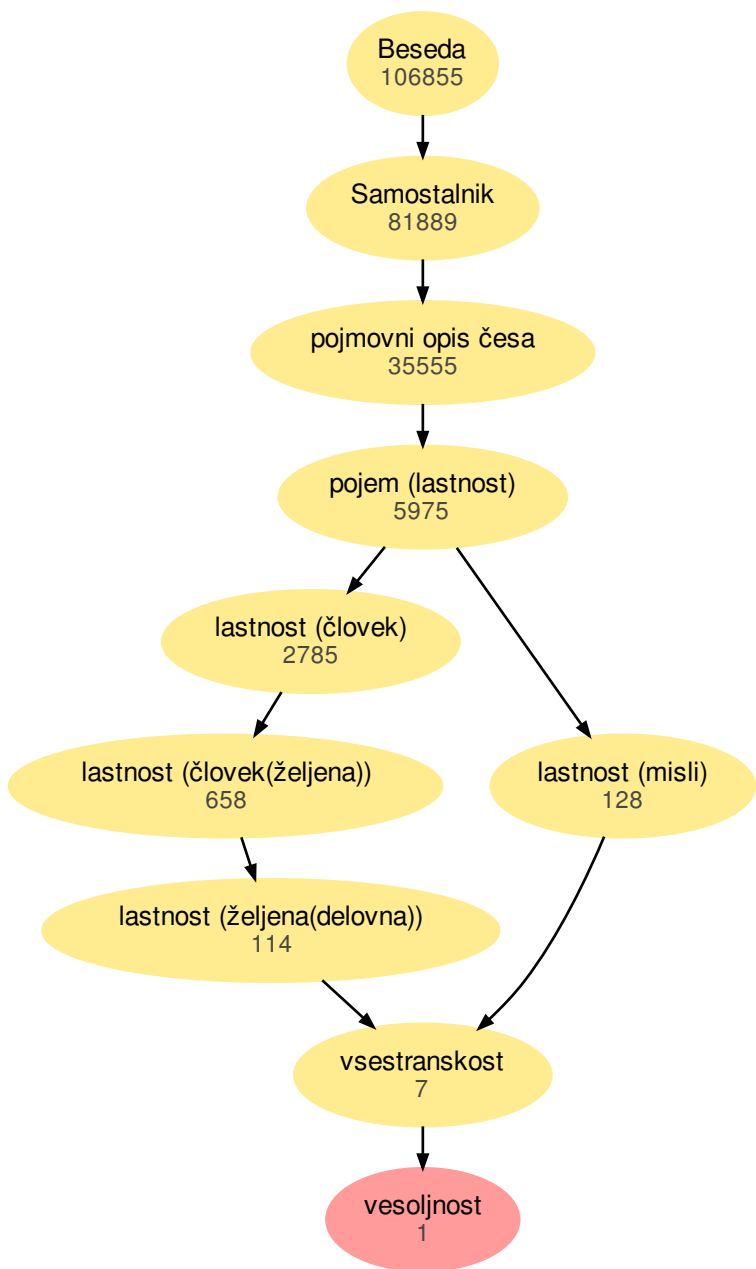 Beseda
106855
Samostalnik
81889
pojmovni opis česa
35555
pojem (lastnost)
5975
lastnost (človek)
2785
lastnost (človek(željena))
658
lastnost (misli)
128
lastnost (željena(delovna))
114
vsestranskost
7
vesoljnost
1